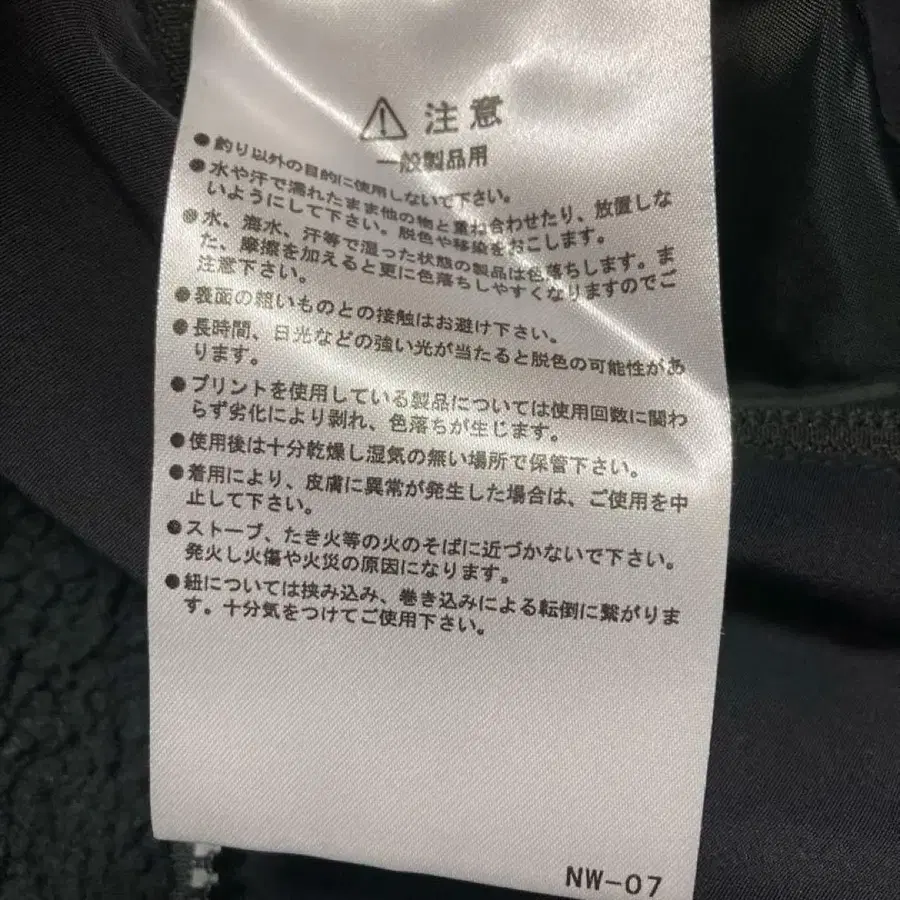 ⚠ 注意
一般製品用
●釣り以外の目的に使用しないで下さい。
●水や汗で濡れたまま他の物と重ね合わせたり、放置しな
いようにして下さい。脱色や移染をおこします。
●水、海水、汗等で湿った状態の製品は色落ちします。ま
た、摩擦を加えると更に色落ちしやすくなりますのでご
注意下さい。
●表面の粗いものとの接触はお避け下さい。
●長時間、日光などの強い光が当たると脱色の可能性があ
ります。
●プリントを使用している製品については使用回数に関わ
らず劣化により剥れ、色落ちが生じます。
●使用後は十分乾燥し湿気の無い場所で保管下さい。
●着用により、皮膚に異常が発生した場合は、ご使用を中
止して下さい。
●ストーブ、たき火等の火のそばに近づかないで下さい。
発火し火傷や火災の原因になります。
●紐については挟み込み、巻き込みによる転倒に繋がりま
す。十分気をつけてご使用下さい。
NW-07